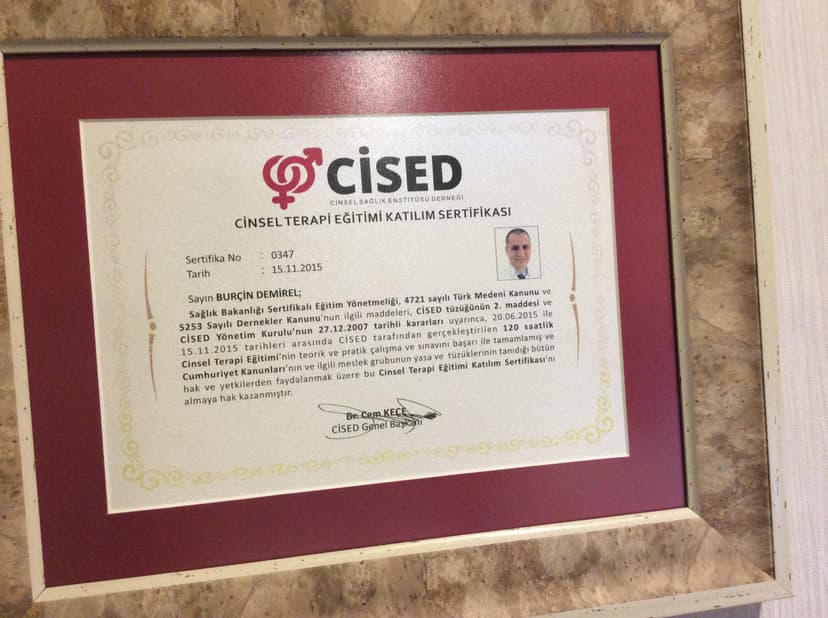 CİSED
CİNSEL SAĞLIK ENSTİTÜSÜ DERNEĞİ
CİNSEL TERAPİ EĞİTİMİ KATILIM SERTİFIKASI
Sertifika No : 0347
Tarih : 15.11.2015
Sayın BURÇİN DEMİREL;
Sağlık Bakanlığı Sertifikalı Eğitim Yönetmeliği, 4721 sayılı Türk Medeni Kanunu ve
5253 Sayılı Dernekler Kanunu'nun ilgili maddeleri, CİSED tüzüğünün 2. maddesi ve
CİSED Yönetim Kurulu'nun 27.12.2007 tarihli kararları uyarınca, 20.06.2015 ile
15.11.2015 tarihleri arasında CİSED tarafından gerçekleştirilen 120 saatlik
Cinsel Terapi Eğitimi'nin teorik ve pratik çalışma ve sınavını başarı ile tamamlamış ve
Cumhuriyet Kanunları'nın ve ilgili meslek grubunun yasa ve tüzüklerinin tanıdığı bütün
hak ve yetkilerden faydalanmak üzere bu Cinsel Terapi Eğitimi Katılım Sertifikası'nı
almaya hak kazanmıştır.
Dr. Cem KEÇE
CİSED Genel Başkanı